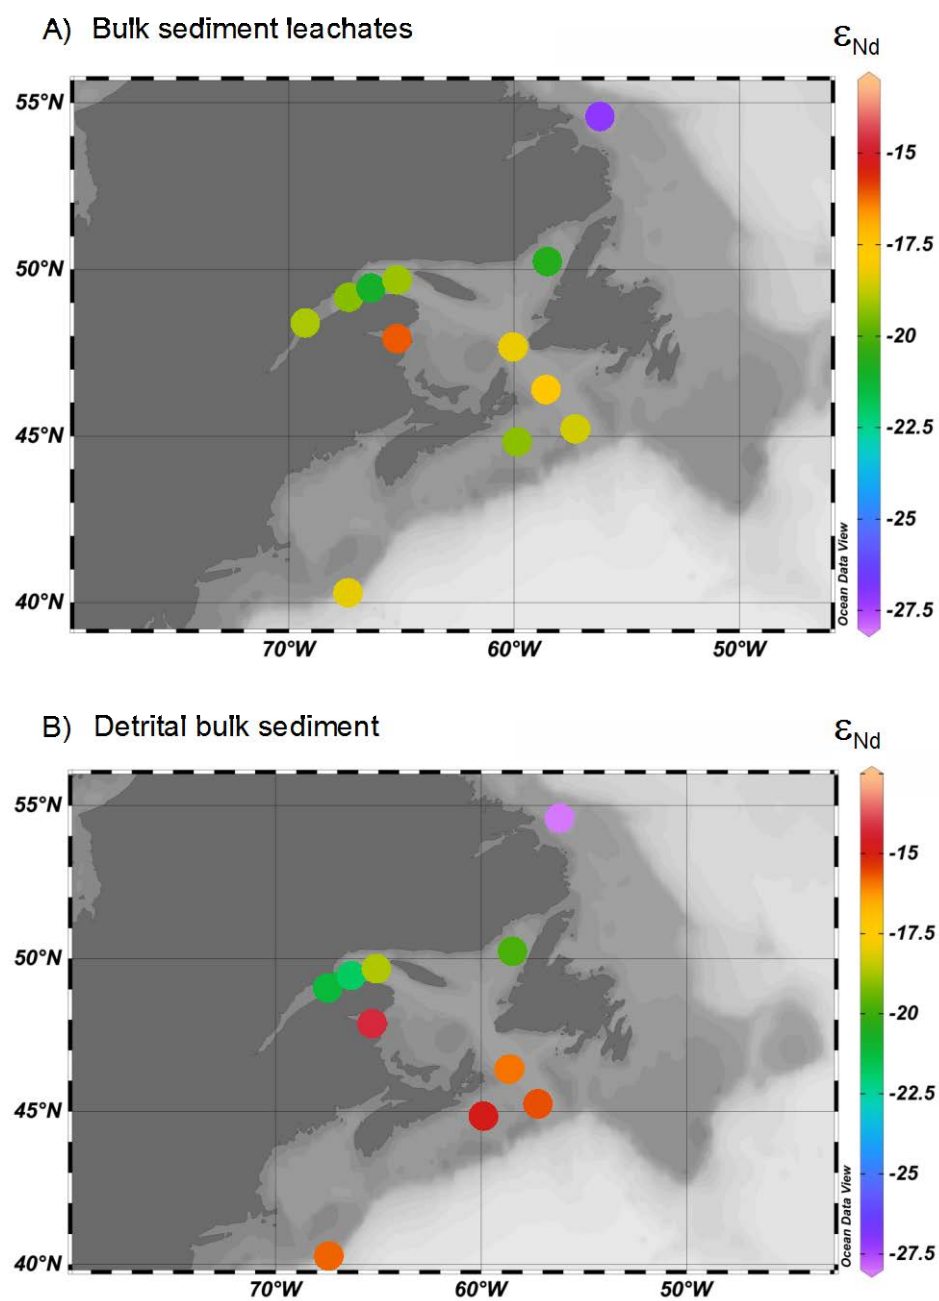 A) Bulk sediment leachates
εNd
55°N
50°N
45°N
40°N
70°W 60°W 50°W
-15
-17.5
-20
-22.5
-25
-27.5
Ocean Data View
B) Detrital bulk sediment
εNd
55°N
50°N
45°N
40°N
70°W 60°W 50°W
-15
-17.5
-20
-22.5
-25
-27.5
Ocean Data View